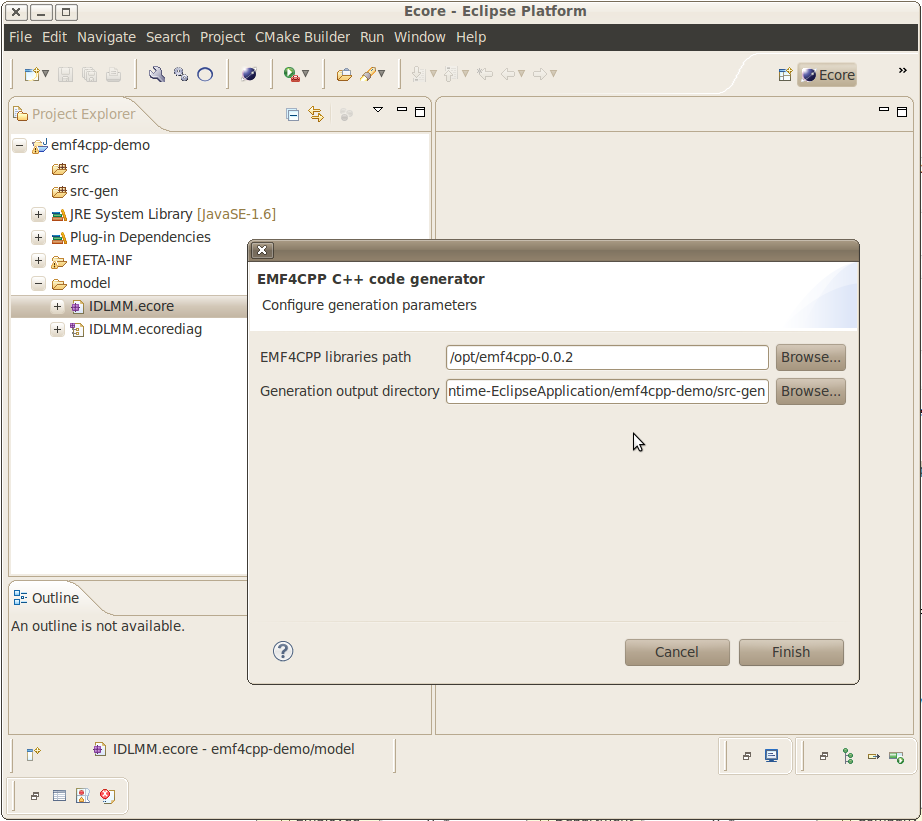 Ecore - Eclipse Platform
File Edit Navigate Search Project CMake Builder Run Window Help
Ecore »
Project Explorer
emf4cpp-demo
src
src-gen
JRE System Library [JavaSE-1.6]
Plug-in Dependencies
META-INF
model
IDLMM.ecore
IDLMM.ecorediag
EMF4CPP C++ code generator
Configure generation parameters
EMF4CPP libraries path /opt/emf4cpp-0.0.2 Browse...
Generation output directory ntime-EclipseApplication/emf4cpp-demo/src-gen Browse...
Cancel Finish
Outline
An outline is not available.
IDLMM.ecore - emf4cpp-demo/model